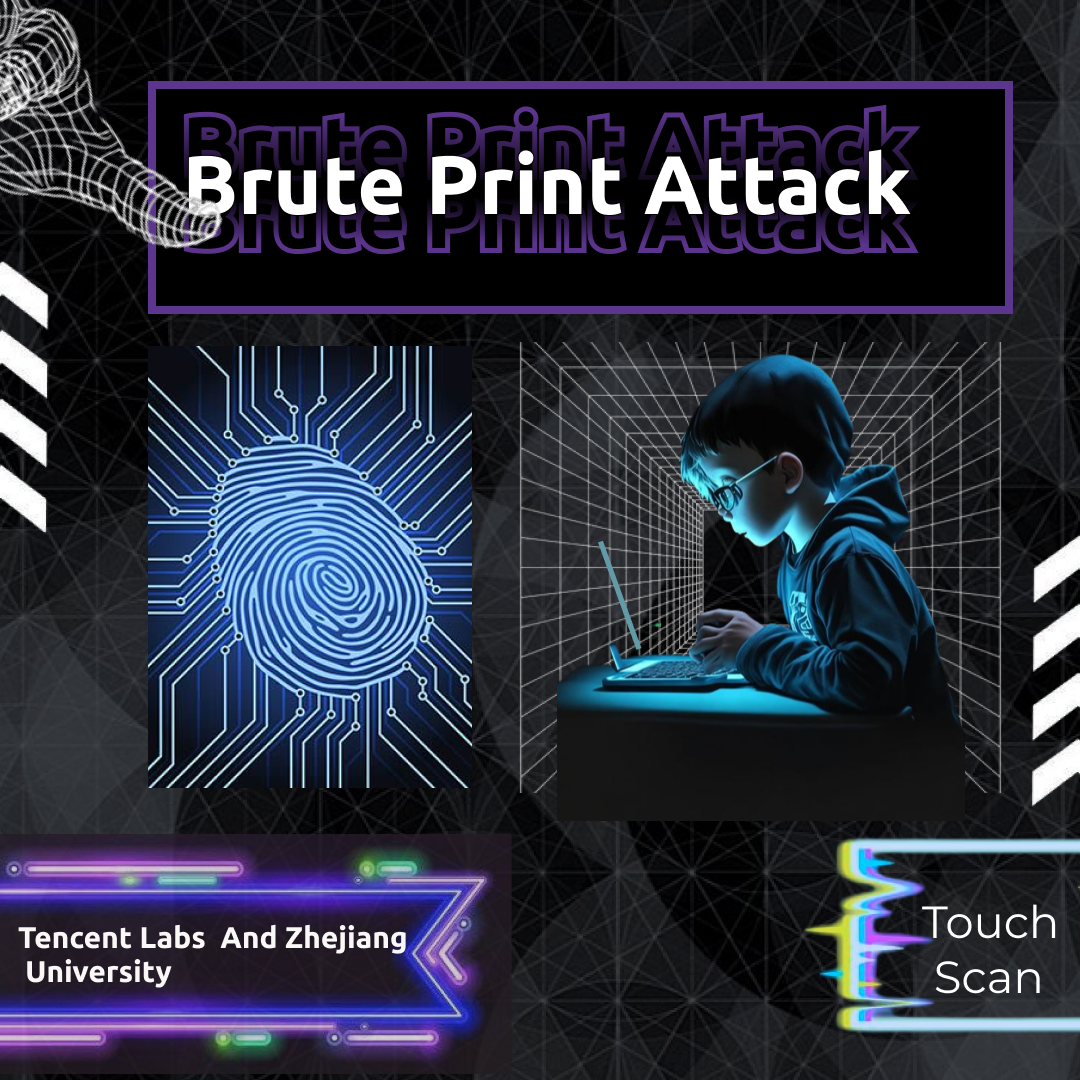 Brute Print Attack
Tencent Labs And Zhejiang
University
Touch
Scan